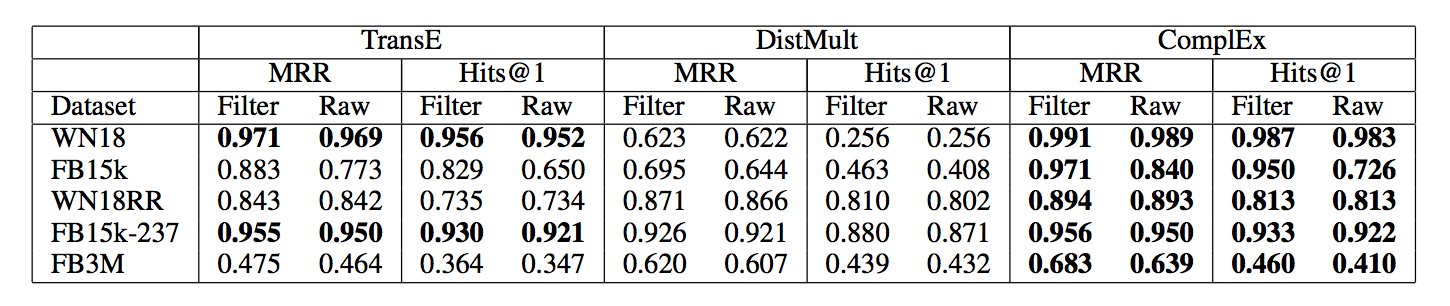 TransE DistMult ComplEx
MRR Hits@1 MRR Hits@1 MRR Hits@1
Dataset Filter Raw Filter Raw Filter Raw Filter Raw Filter Raw Filter Raw
WN18 0.971 0.969 0.956 0.952 0.623 0.622 0.256 0.256 0.991 0.989 0.987 0.983
FB15k 0.883 0.773 0.829 0.650 0.695 0.644 0.463 0.408 0.971 0.840 0.950 0.726
WN18RR 0.843 0.842 0.735 0.734 0.871 0.866 0.810 0.802 0.894 0.893 0.813 0.813
FB15k-237 0.955 0.950 0.930 0.921 0.926 0.921 0.880 0.871 0.956 0.950 0.933 0.922
FB3M 0.475 0.464 0.364 0.347 0.620 0.607 0.439 0.432 0.683 0.639 0.460 0.410